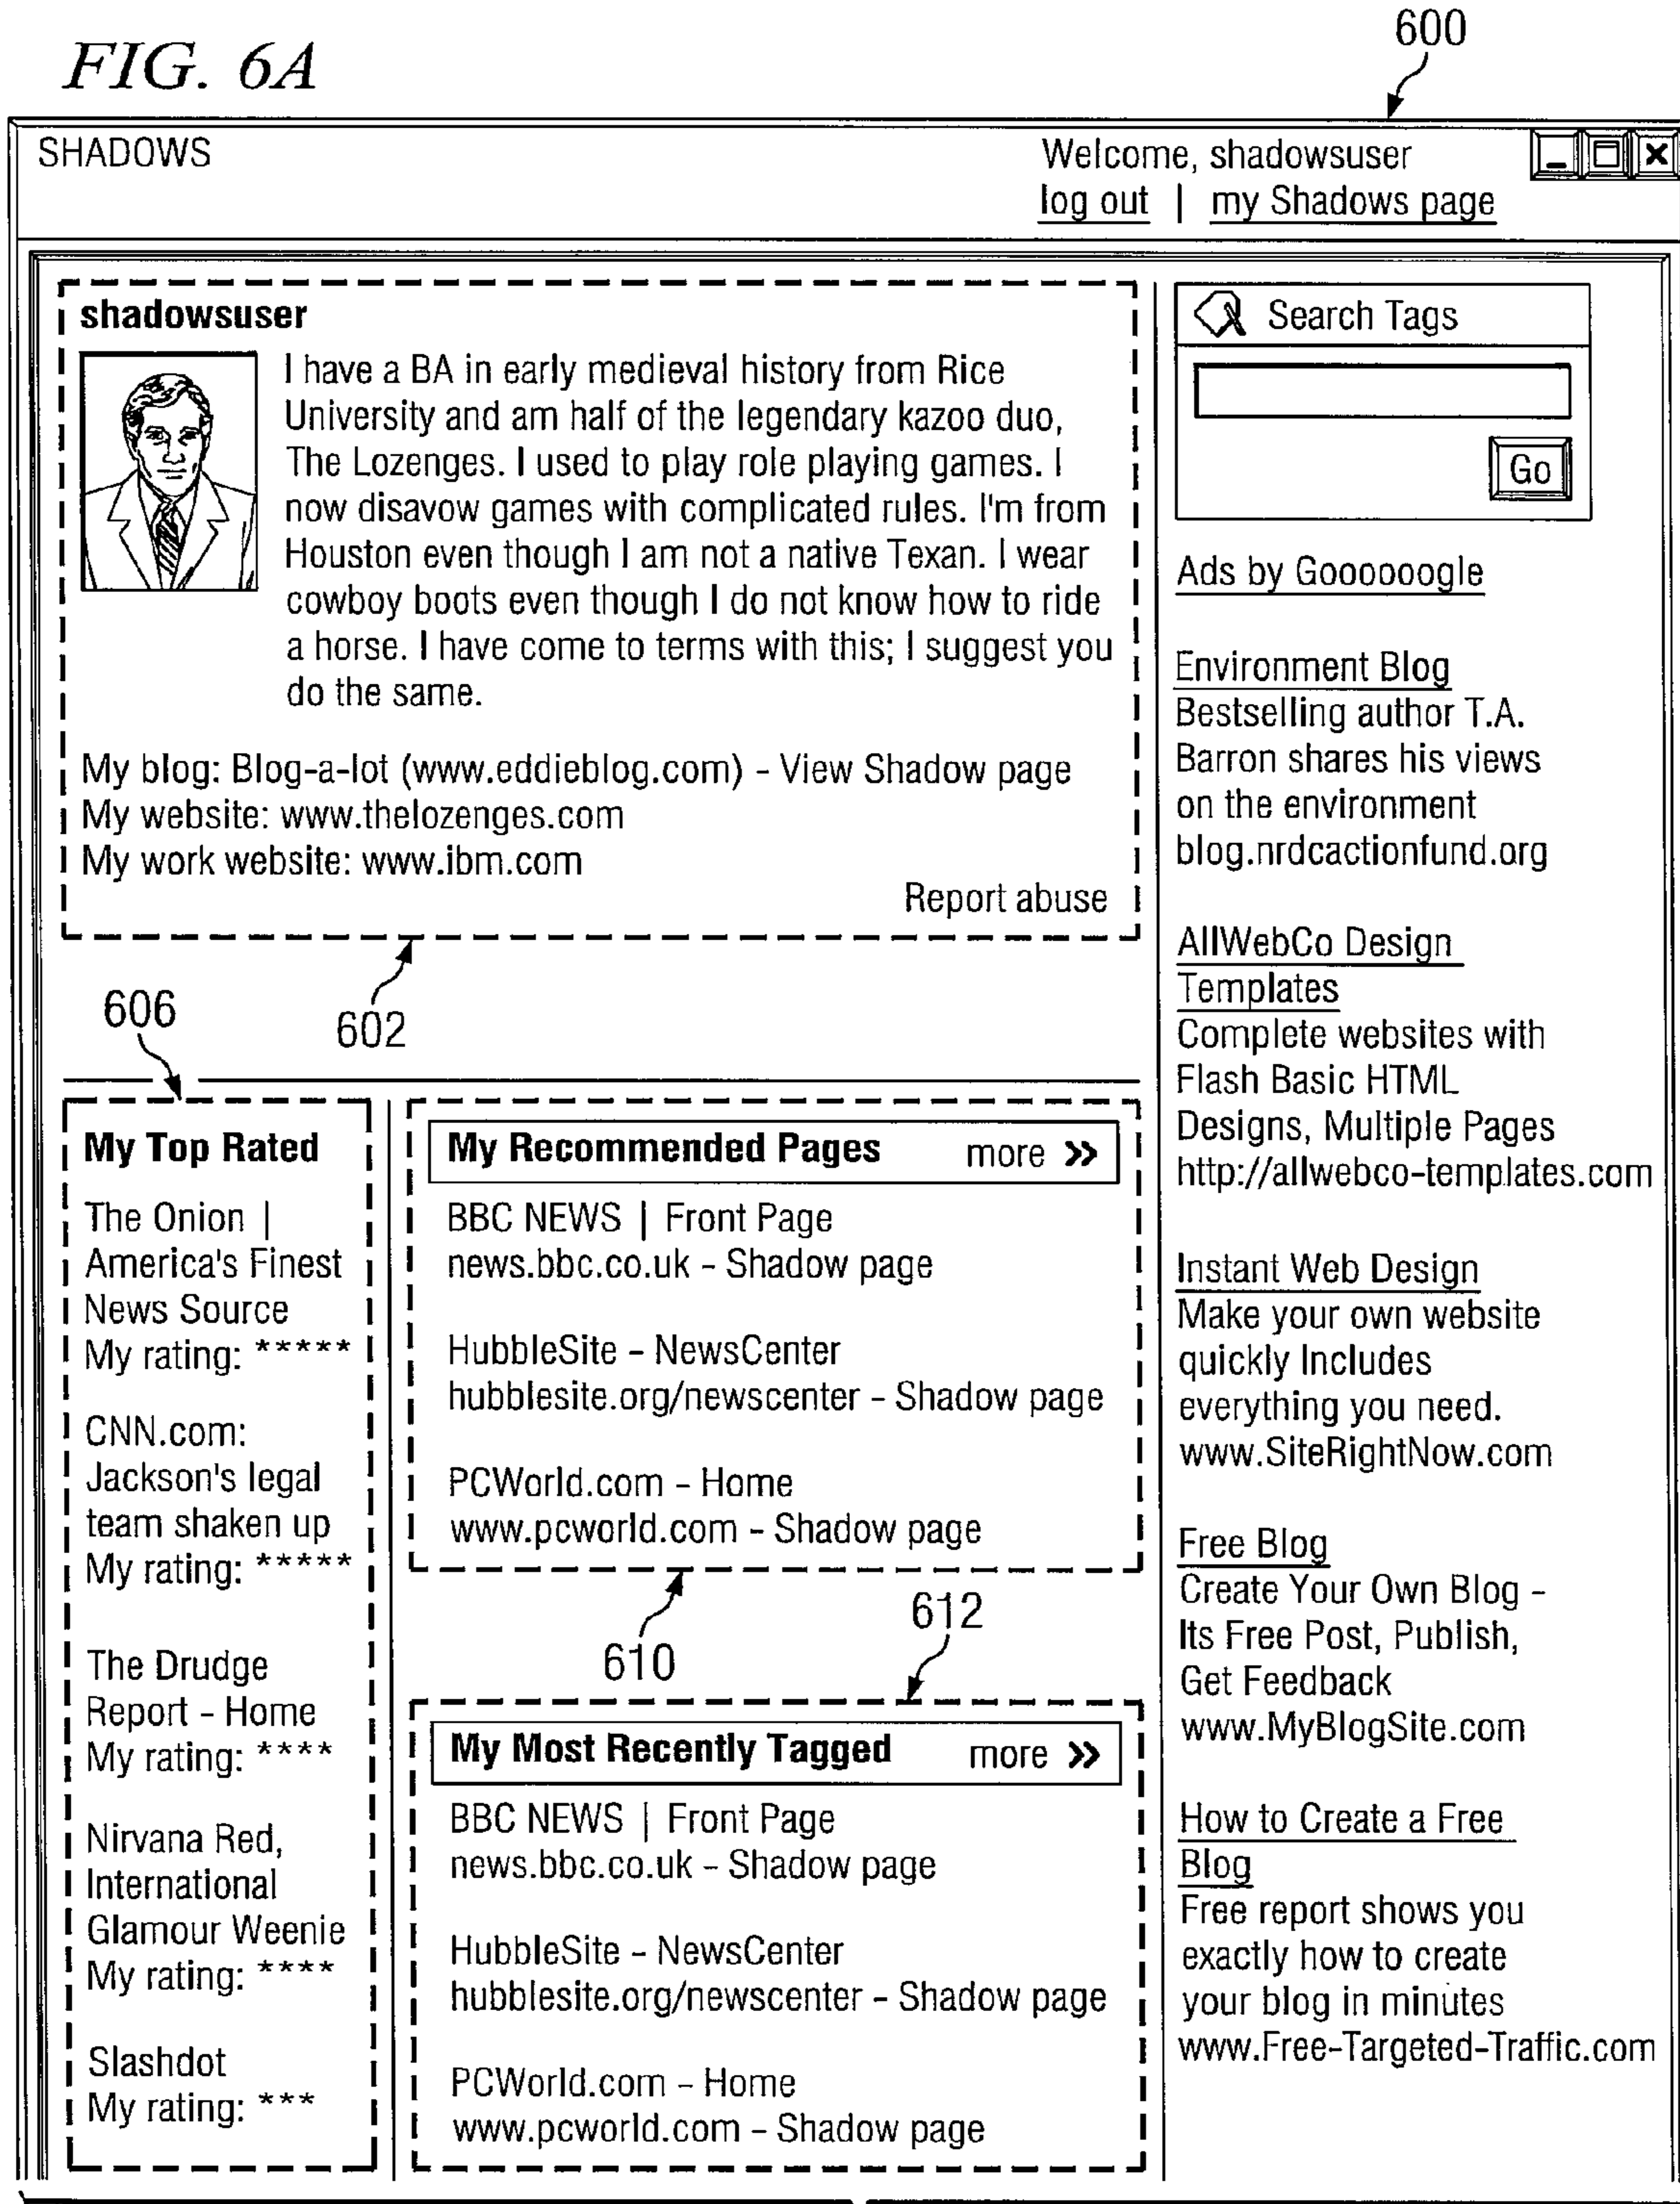 FIG. 6A
600
SHADOWS
Welcome, shadowsuser
log out | my Shadows page
shadowsuser
I have a BA in early medieval history from Rice
University and am half of the legendary kazoo duo,
The Lozenges. I used to play role playing games. I
now disavow games with complicated rules. I'm from
Houston even though I am not a native Texan. I wear
cowboy boots even though I do not know how to ride
a horse. I have come to terms with this; I suggest you
do the same.
My blog: Blog-a-lot (www.eddieblog.com) - View Shadow page
My website: www.thelozenges.com
My work website: www.ibm.com
Report abuse
602
606
My Top Rated
The Onion |
America's Finest
News Source
My rating: *****
CNN.com:
Jackson's legal
team shaken up
My rating: *****
The Drudge
Report - Home
My rating: ****
Nirvana Red,
International
Glamour Weenie
My rating: ****
Slashdot
My rating: ***
My Recommended Pages more »
BBC NEWS | Front Page
news.bbc.co.uk - Shadow page
HubbleSite - NewsCenter
hubblesite.org/newscenter - Shadow page
PCWorld.com - Home
www.pcworld.com - Shadow page
610
612
My Most Recently Tagged more »
BBC NEWS | Front Page
news.bbc.co.uk - Shadow page
HubbleSite - NewsCenter
hubblesite.org/newscenter - Shadow page
PCWorld.com - Home
www.pcworld.com - Shadow page
Search Tags
Go
Ads by Goooooogle
Environment Blog
Bestselling author T.A.
Barron shares his views
on the environment
blog.nrdcactionfund.org
AllWebCo Design
Templates
Complete websites with
Flash Basic HTML
Designs, Multiple Pages
http://allwebco-templates.com
Instant Web Design
Make your own website
quickly Includes
everything you need.
www.SiteRightNow.com
Free Blog
Create Your Own Blog -
Its Free Post, Publish,
Get Feedback
www.MyBlogSite.com
How to Create a Free
Blog
Free report shows you
exactly how to create
your blog in minutes
www.Free-Targeted-Traffic.com